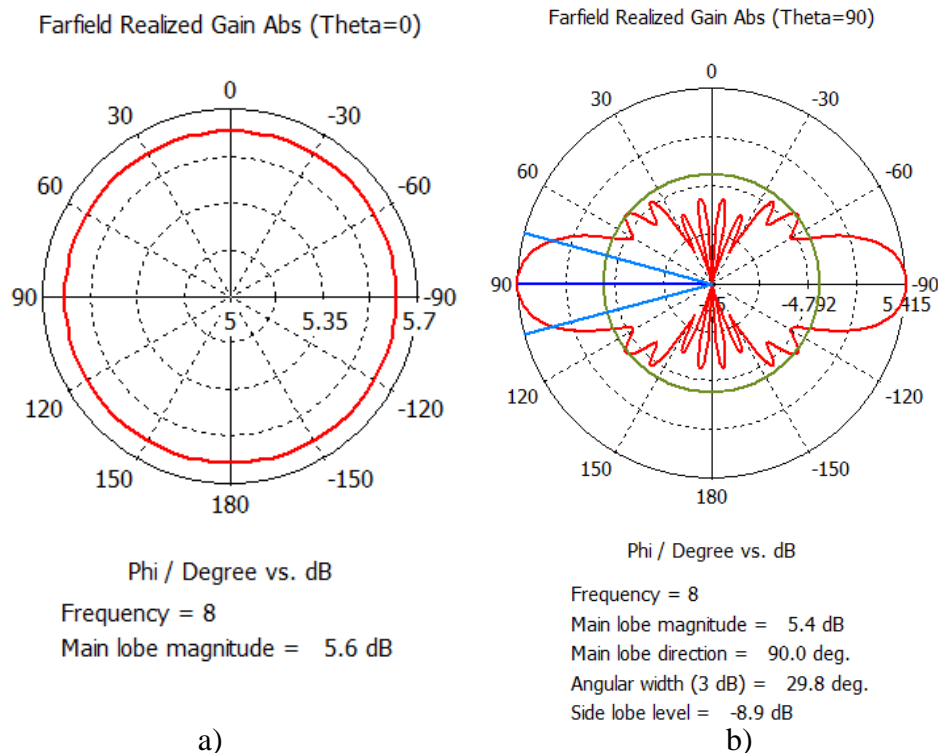 Farfield Realized Gain Abs (Theta=0)
0
30 -30
60 -60
90 5 5.35 5.7 -90
120 -120
150 -150
180
Phi / Degree vs. dB
Frequency = 8
Main lobe magnitude = 5.6 dB
a)
Farfield Realized Gain Abs (Theta=90)
0
30 -30
60 -60
90 -4.792 5.415 -90
120 -120
150 -150
180
Phi / Degree vs. dB
Frequency = 8
Main lobe magnitude = 5.4 dB
Main lobe direction = 90.0 deg.
Angular width (3 dB) = 29.8 deg.
Side lobe level = -8.9 dB
b)